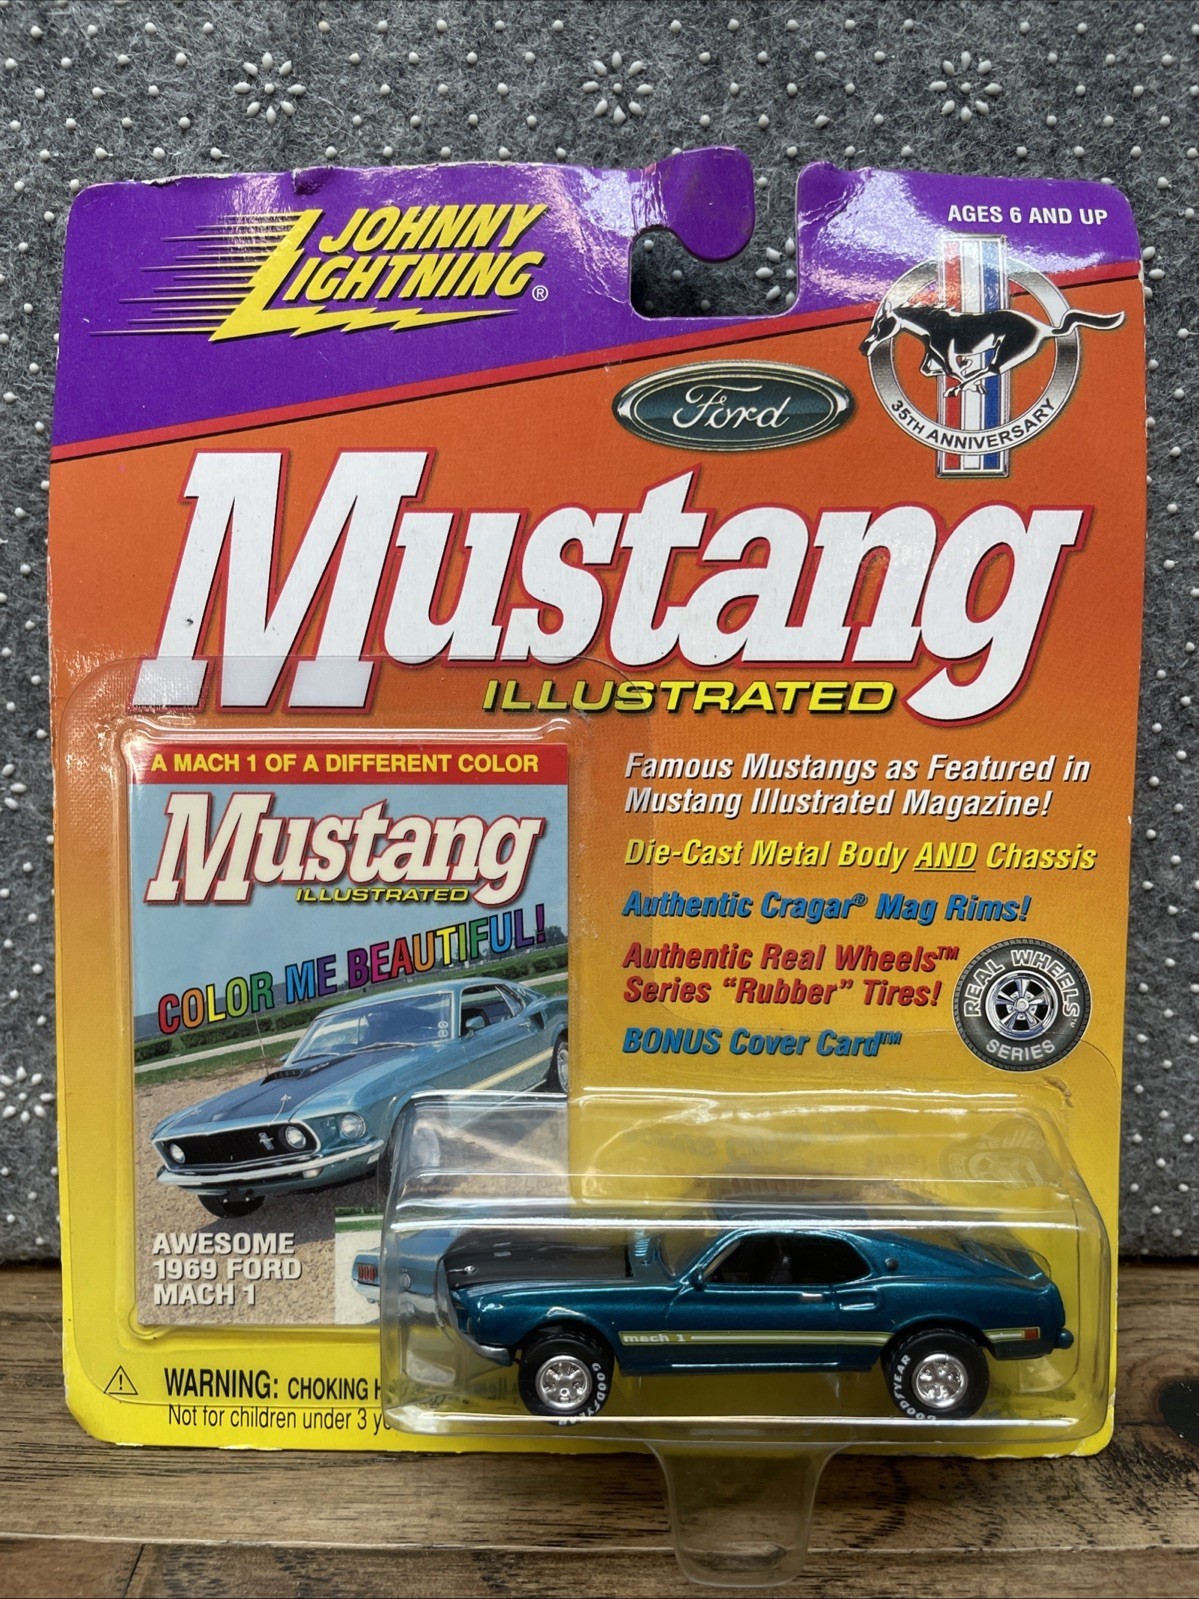 JOHNNY
LIGHTNING®
AGES 6 AND UP
Ford
35TH ANNIVERSARY
Mustang
ILLUSTRATED
A MACH 1 OF A DIFFERENT COLOR
Mustang
ILLUSTRATED
COLOR ME BEAUTIFUL!
AWESOME
1969 FORD
MACH 1
Famous Mustangs as Featured in
Mustang Illustrated Magazine!
Die-Cast Metal Body AND Chassis
Authentic Cragar® Mag Rims!
Authentic Real Wheels™
Series "Rubber" Tires!
BONUS Cover Card™
REAL WHEELS™
SERIES
mach 1
GOODYEAR
GOODYEAR
WARNING: CHOKING
Not for children under 3